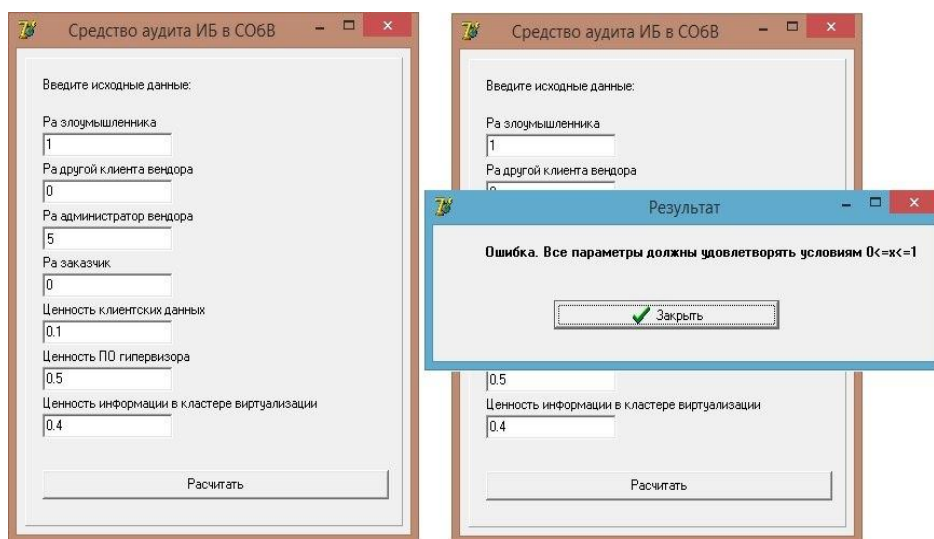 Средство аудита ИБ в СОбВ
Введите исходные данные:
Ра злоумышленника
1
Ра другой клиента вендора
0
Ра администратор вендора
5
Ра заказчик
0
Ценность клиентских данных
0.1
Ценность ПО гипервизора
0.5
Ценность информации в кластере виртуализации
0.4
Расчитать
Средство аудита ИБ в СОбВ
Введите исходные данные:
Ра злоумышленника
1
Ра другой клиента вендора
Результат
Ошибка. Все параметры должны удовлетворять условиям 0<=x<=1
Закрыть
0.5
Ценность информации в кластере виртуализации
0.4
Расчитать